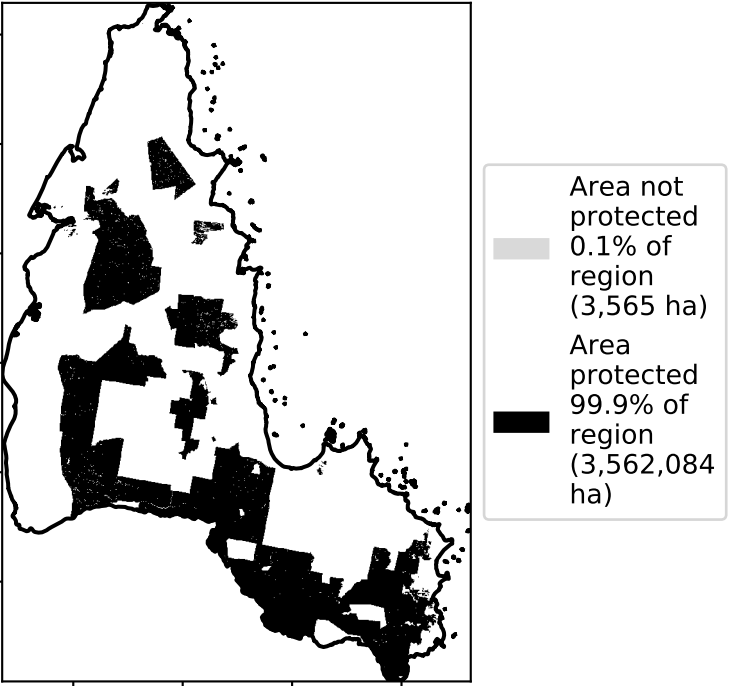 Area not
protected
0.1% of
region
(3,565 ha)
Area
protected
99.9% of
region
(3,562,084
ha)